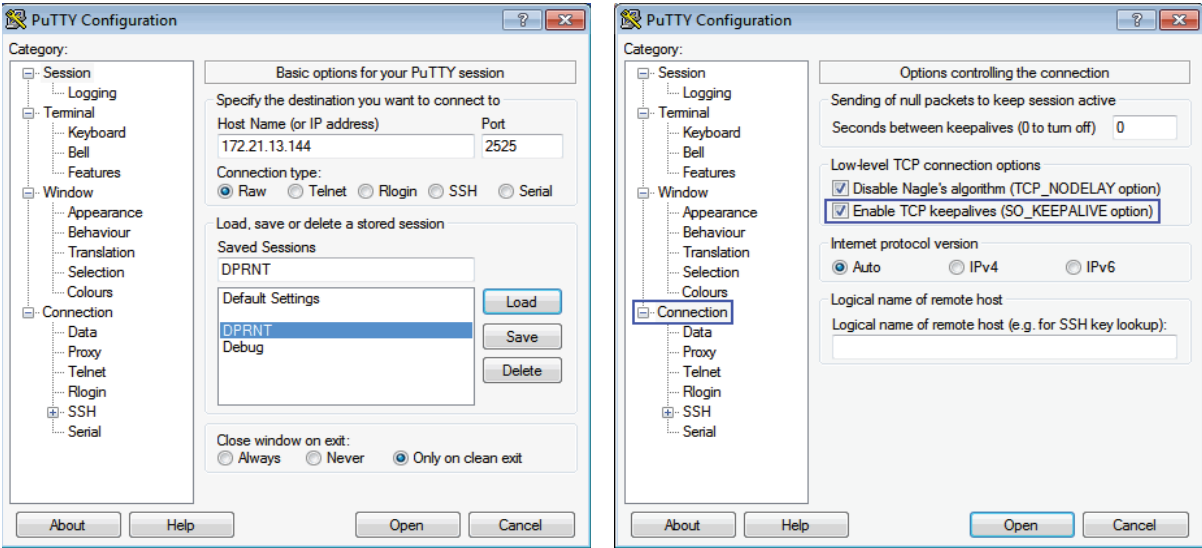 PuTTY Configuration
Category:
Session
Logging
Terminal
Keyboard
Bell
Features
Window
Appearance
Behaviour
Translation
Selection
Colours
Connection
Data
Proxy
Telnet
Rlogin
SSH
Serial
Basic options for your PuTTY session
Specify the destination you want to connect to
Host Name (or IP address) Port
172.21.13.144 2525
Connection type:
Raw Telnet Rlogin SSH Serial
Load, save or delete a stored session
Saved Sessions
DPRNT
Default Settings
DPRNT
Debug
Load
Save
Delete
Close window on exit:
Always Never Only on clean exit
About Help Open Cancel
PuTTY Configuration
Category:
Session
Logging
Terminal
Keyboard
Bell
Features
Window
Appearance
Behaviour
Translation
Selection
Colours
Connection
Data
Proxy
Telnet
Rlogin
SSH
Serial
Options controlling the connection
Sending of null packets to keep session active
Seconds between keepalives (0 to turn off) 0
Low-level TCP connection options
Disable Nagle's algorithm (TCP_NODELAY option)
Enable TCP keepalives (SO_KEEPALIVE option)
Internet protocol version
Auto IPv4 IPv6
Logical name of remote host
Logical name of remote host (e.g. for SSH key lookup):
About Help Open Cancel